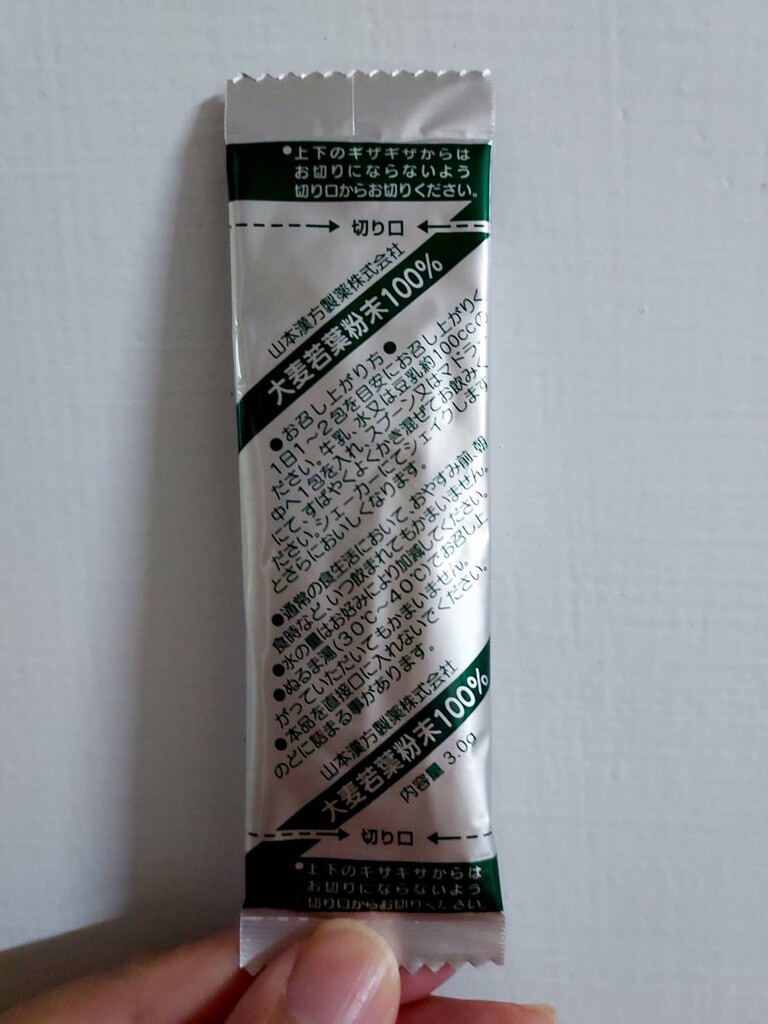 ●上下のギザギザからは
お切りにならないよう
切り口からお切りください。
切り口
山本漢方製薬株式会社
大麦若葉粉末100%
●お召し上がり方●
1日1~2包を目安にお召し上がりく
ださい。牛乳、水又は豆乳約100ccの
中へ1包を入れ、スプーン又はマドラー
にて、すばやくよくかき混ぜてお飲みく
ださい。シェーカーにてシェイクします
とさらにおいしくなります。
●通常の食生活において、おやすみ前、朝
食時など、いつ飲まれてもかまいません。
●水の量はお好みにより加減してください。
●ぬるま湯(30℃~40℃)でお召し上
がっていただいてもかまいません。
●本品を直接口に入れないでください。
のどに詰まる事があります。
山本漢方製薬株式会社
大麦若葉粉末100%
内容量 3.0g
切り口
●上下のギザギザからは
お切りにならないよう
切り口からお切りください